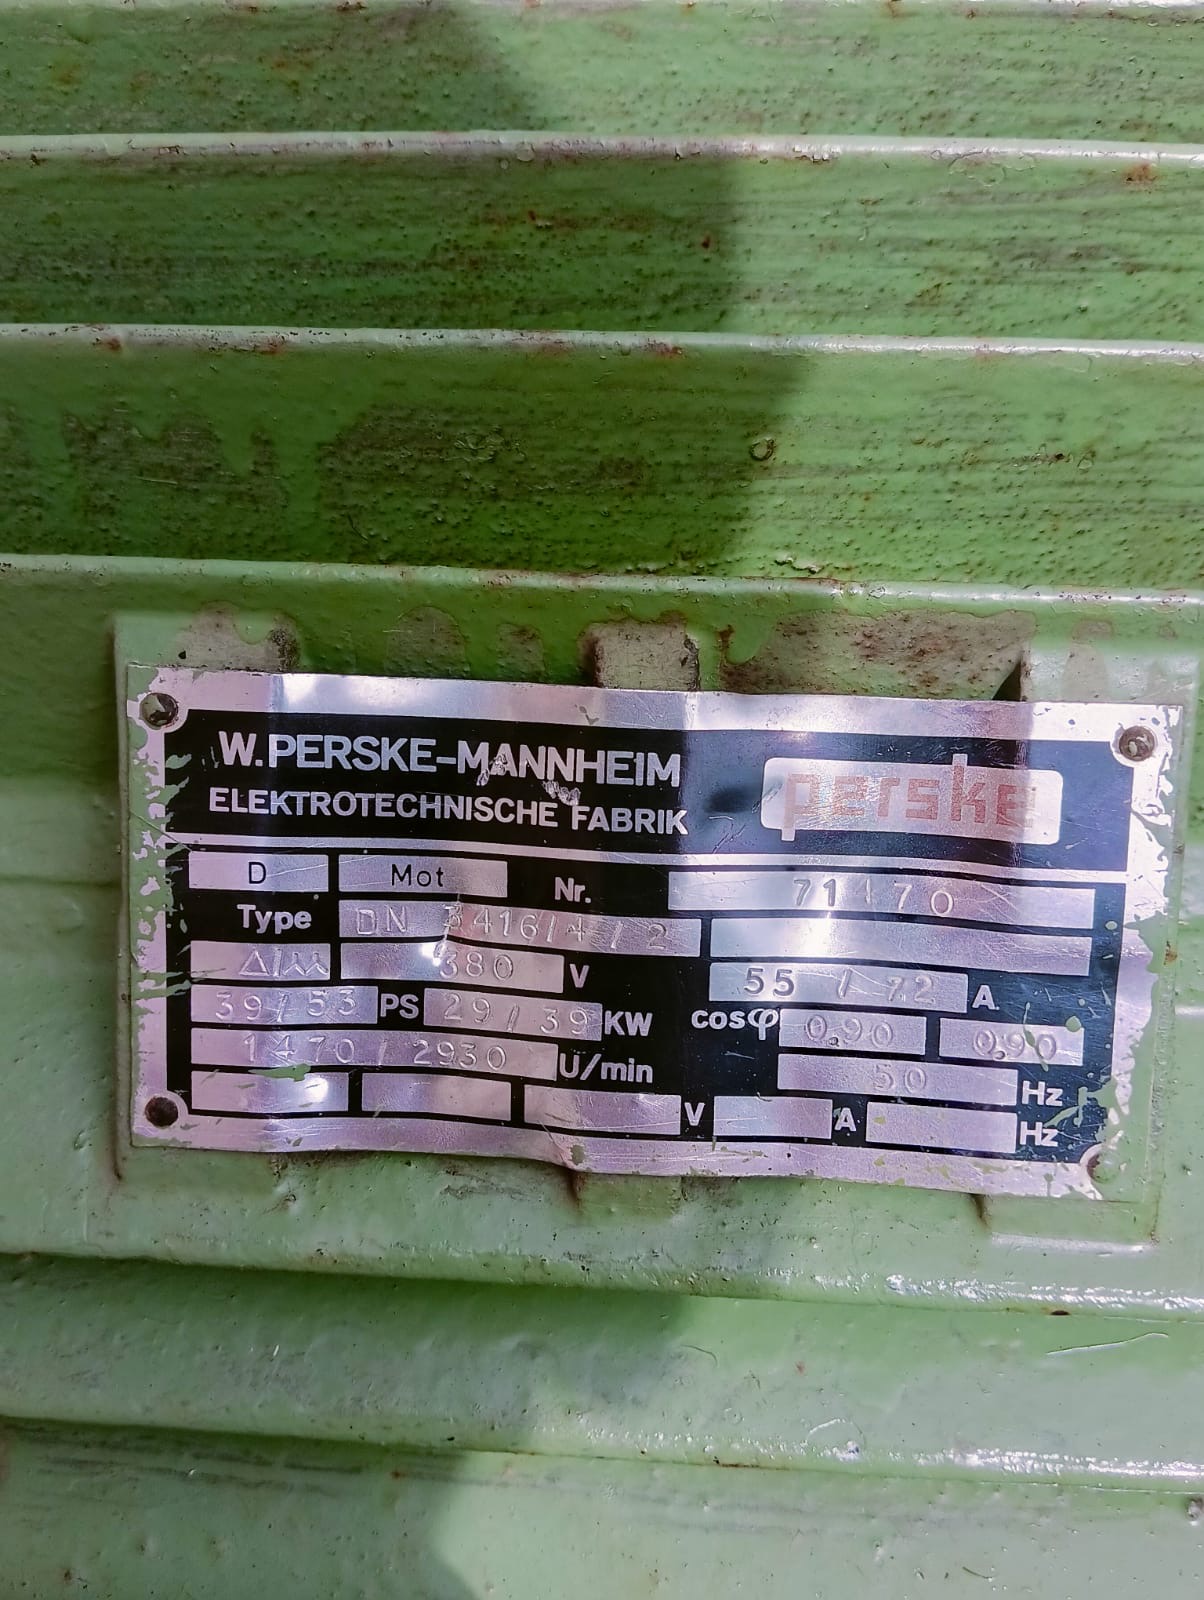 W. PERSKE-MANNHEIM
ELEKTROTECHNISCHE FABRIK
perske
D Mot Nr. 71470
Type DN 3416/4/2
Δ/YY 380 V 55 / 72 A
39/53 PS 29/39 KW cosφ 0,90 0,90
1470/2930 U/min 50 Hz
V A Hz